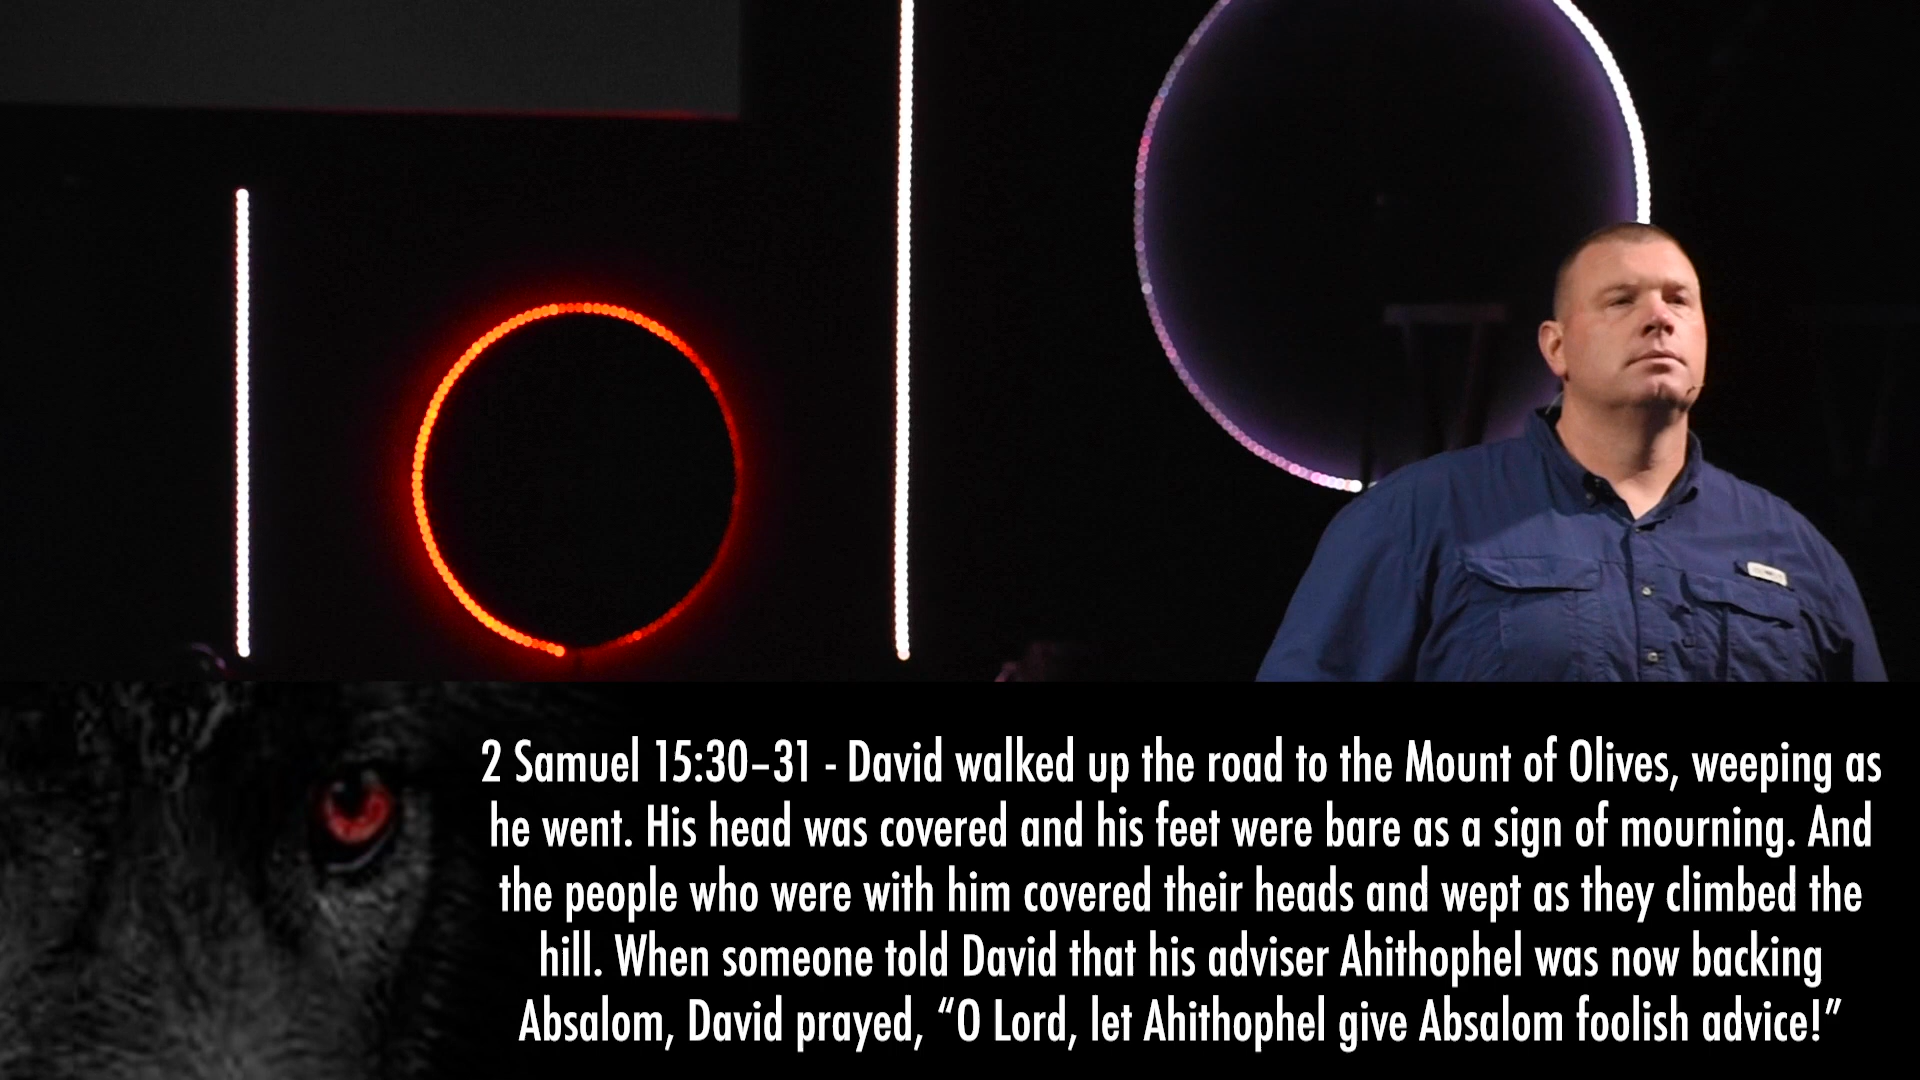 2 Samuel 15:30–31 - David walked up the road to the Mount of Olives, weeping as
he went. His head was covered and his feet were bare as a sign of mourning. And
the people who were with him covered their heads and wept as they climbed the
hill. When someone told David that his adviser Ahithophel was now backing
Absalom, David prayed, “O Lord, let Ahithophel give Absalom foolish advice!”